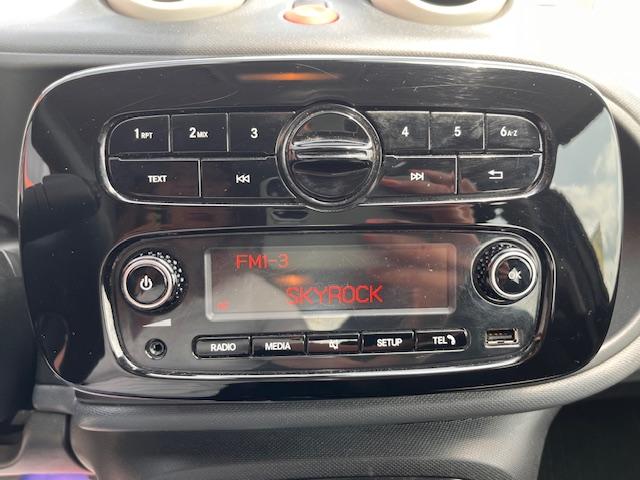 1 RPT 2 MIX 3 4 5 6 A-Z
TEXT
FM1-3
SKYROCK
RADIO MEDIA SETUP TEL